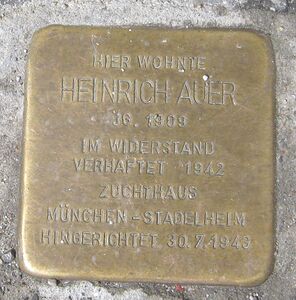 HIER WOHNTE
HEINRICH AUER
JG. 1909
IM WIDERSTAND
VERHAFTET 1942
ZUCHTHAUS
MÜNCHEN-STADELHEIM
HINGERICHTET 30.7.1943